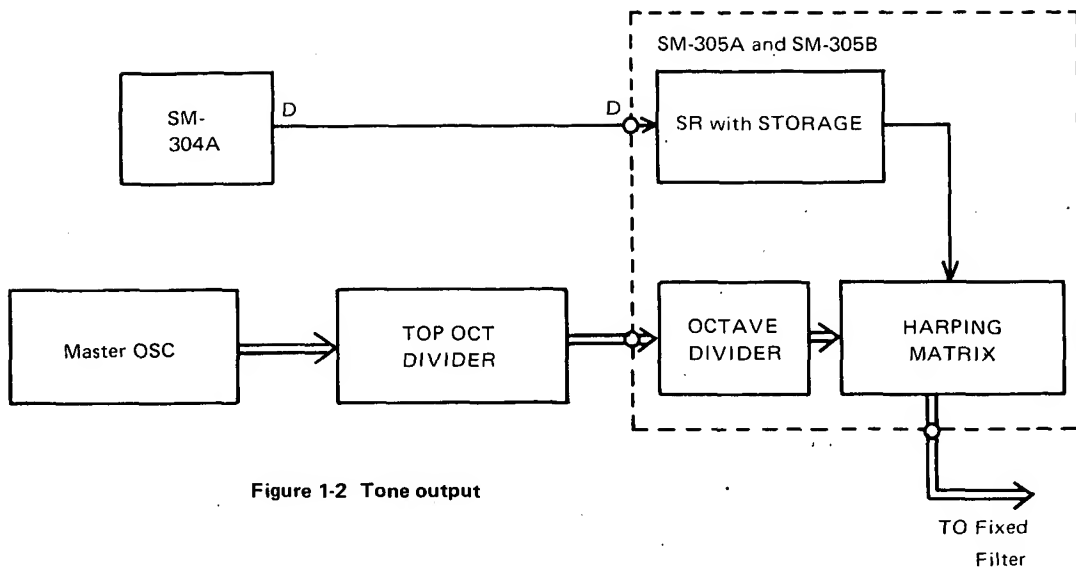 SM-305A and SM-305B
SM-
304A
D
D
SR with STORAGE
Master OSC
TOP OCT
DIVIDER
OCTAVE
DIVIDER
HARPING
MATRIX
Figure 1-2 Tone output
TO Fixed
Filter